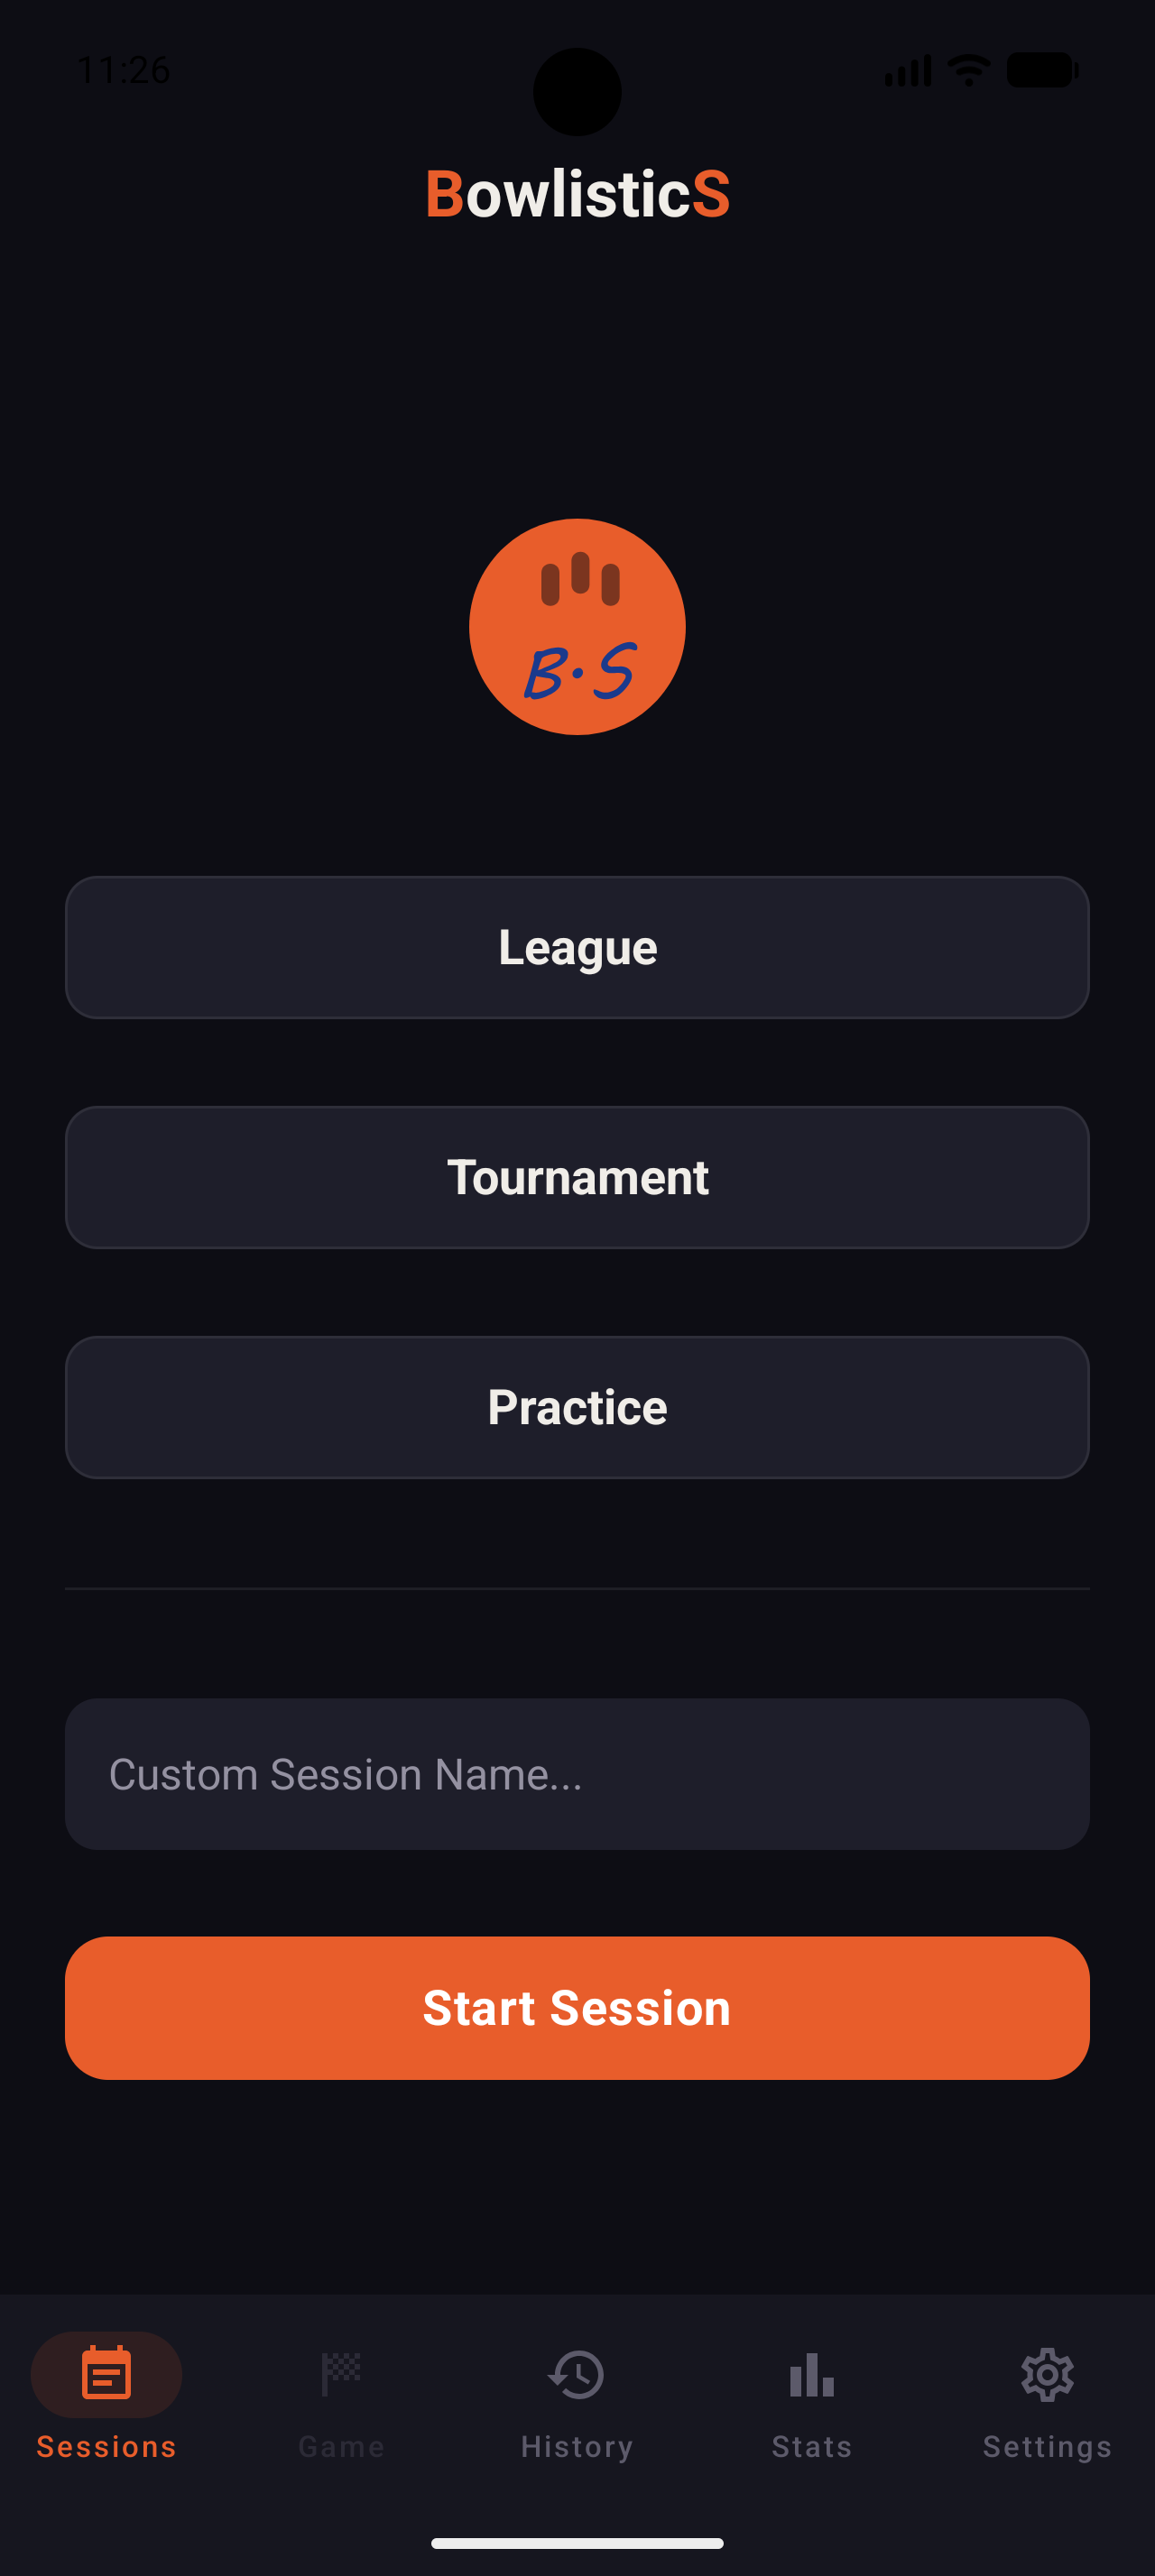 11:26
BowlisticS
B·S
League
Tournament
Practice
Custom Session Name...
Start Session
Sessions
Game
History
Stats
Settings